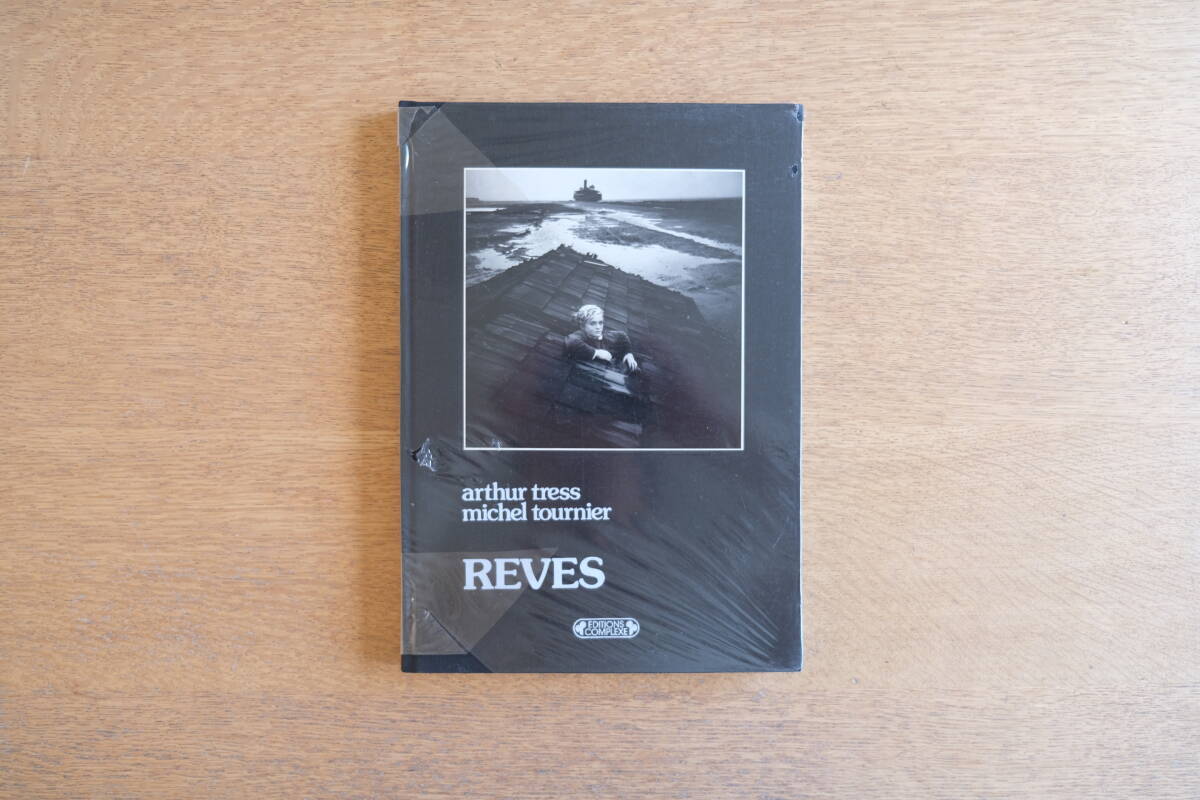 arthur tress
michel tournier
REVES
EDITIONS
COMPLEXE